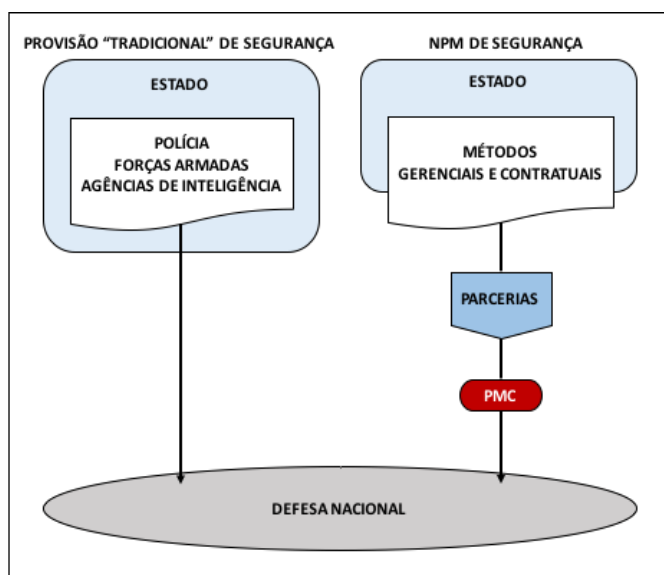 PROVISÃO “TRADICIONAL” DE SEGURANÇA
ESTADO
POLÍCIA
FORÇAS ARMADAS
AGÊNCIAS DE INTELIGÊNCIA
NPM DE SEGURANÇA
ESTADO
MÉTODOS
GERENCIAIS E CONTRATUAIS
PARCERIAS
PMC
DEFESA NACIONAL